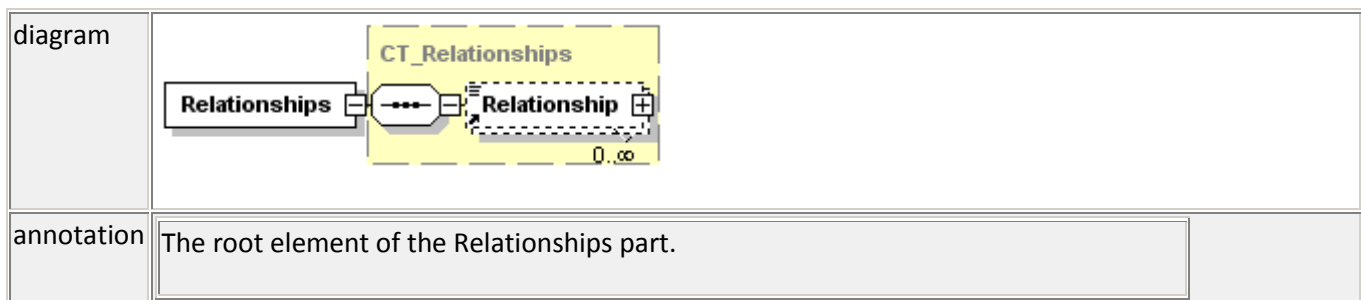 diagram
CT_Relationships
Relationships
Relationship
0..∞
annotation
The root element of the Relationships part.